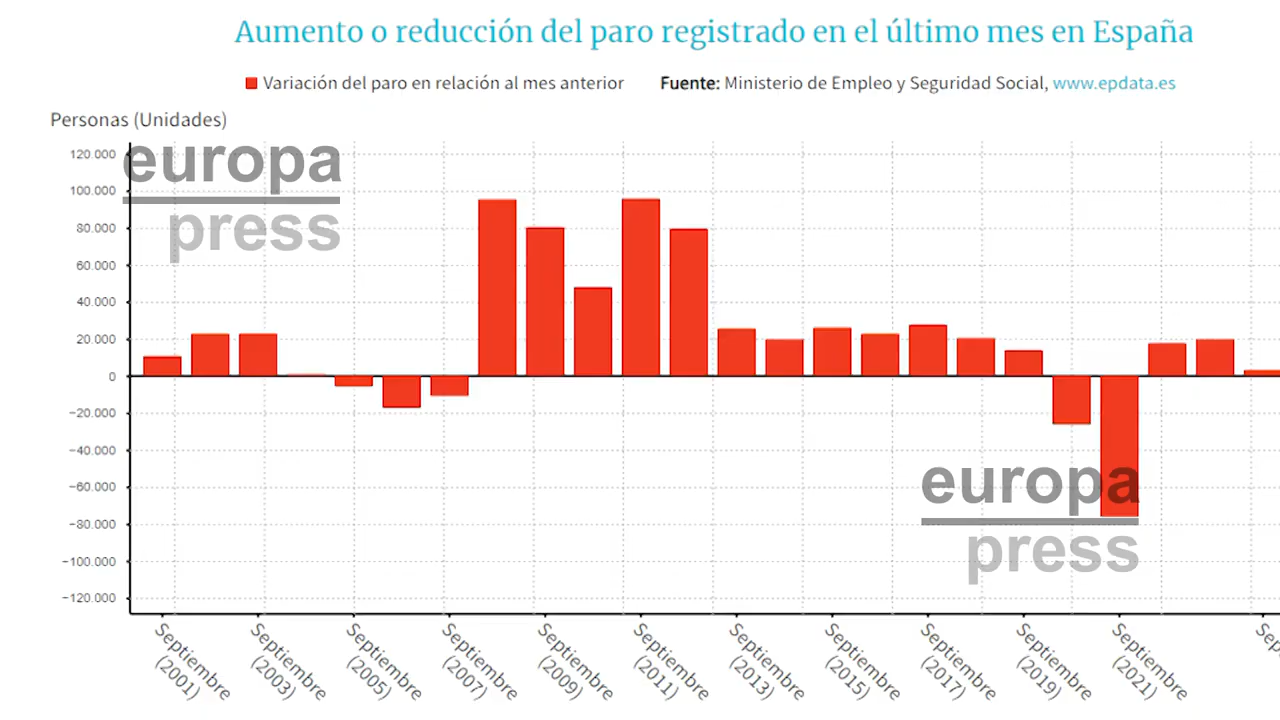 Aumento o reducción del paro registrado en el último mes en España
Variación del paro en relación al mes anterior Fuente: Ministerio de Empleo y Seguridad Social, www.epdata.es
Personas (Unidades)
120.000
100.000
80.000
60.000
40.000
20.000
0
−20.000
−40.000
−60.000
−80.000
−100.000
−120.000
europa
press
europa
press
Septiembre
(2001)
Septiembre
(2003)
Septiembre
(2005)
Septiembre
(2007)
Septiembre
(2009)
Septiembre
(2011)
Septiembre
(2013)
Septiembre
(2015)
Septiembre
(2017)
Septiembre
(2019)
Septiembre
(2021)